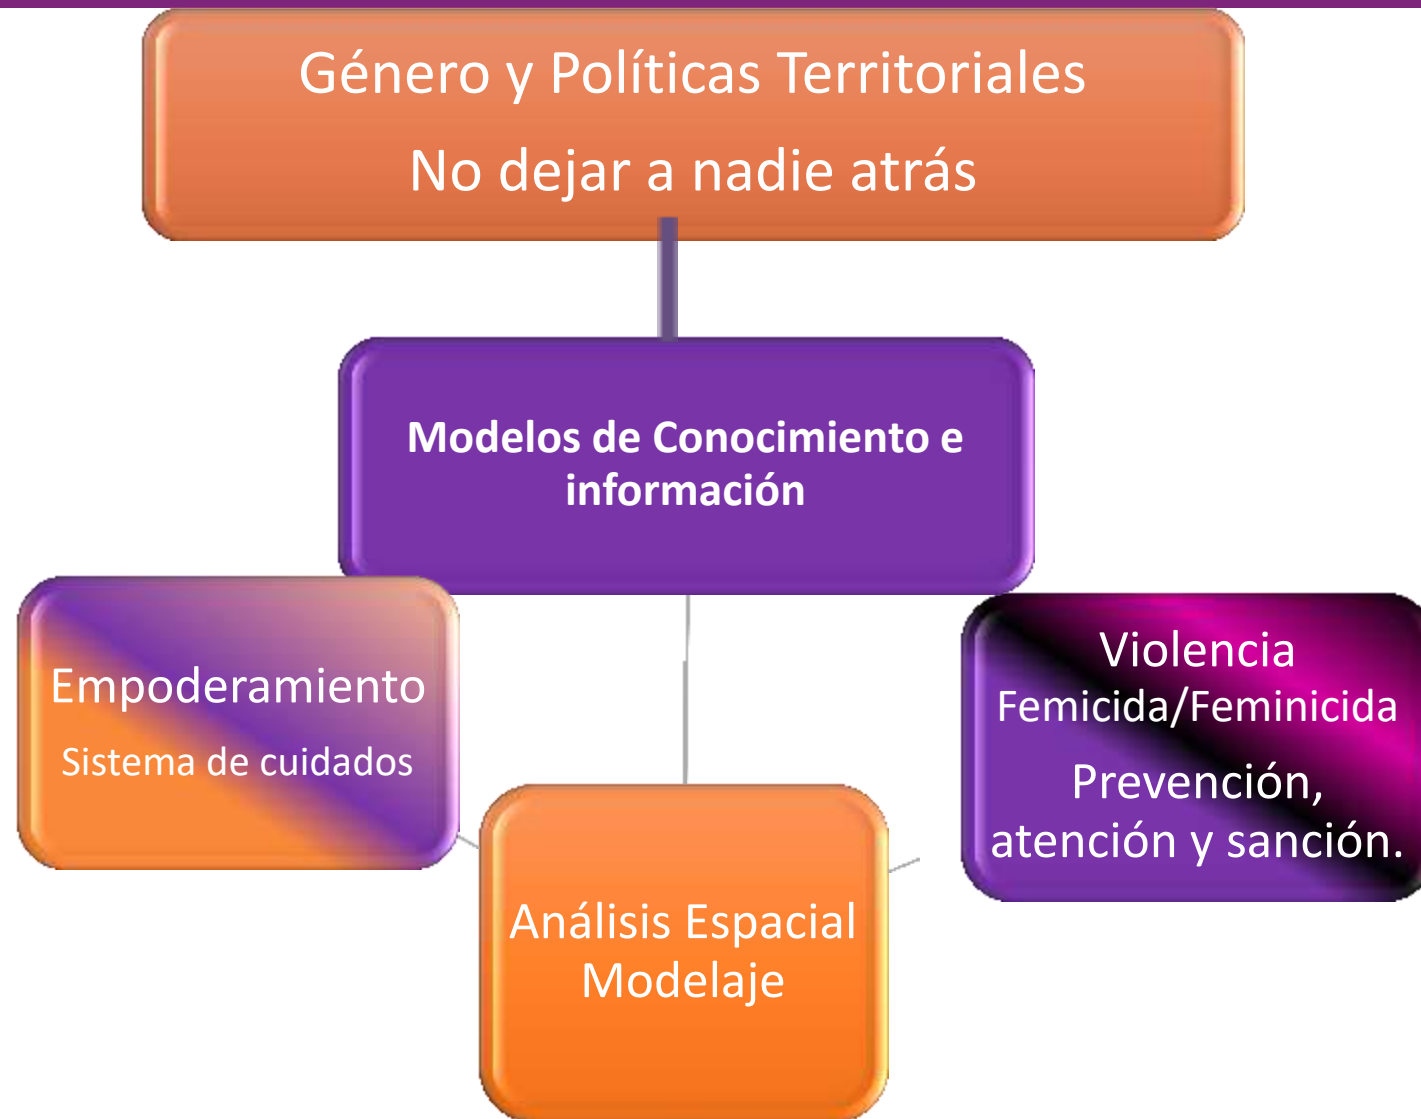 Género y Políticas Territoriales
No dejar a nadie atrás
Modelos de Conocimiento e
información
Empoderamiento
Sistema de cuidados
Violencia
Femicida/Feminicida
Prevención,
atención y sanción.
Análisis Espacial
Modelaje